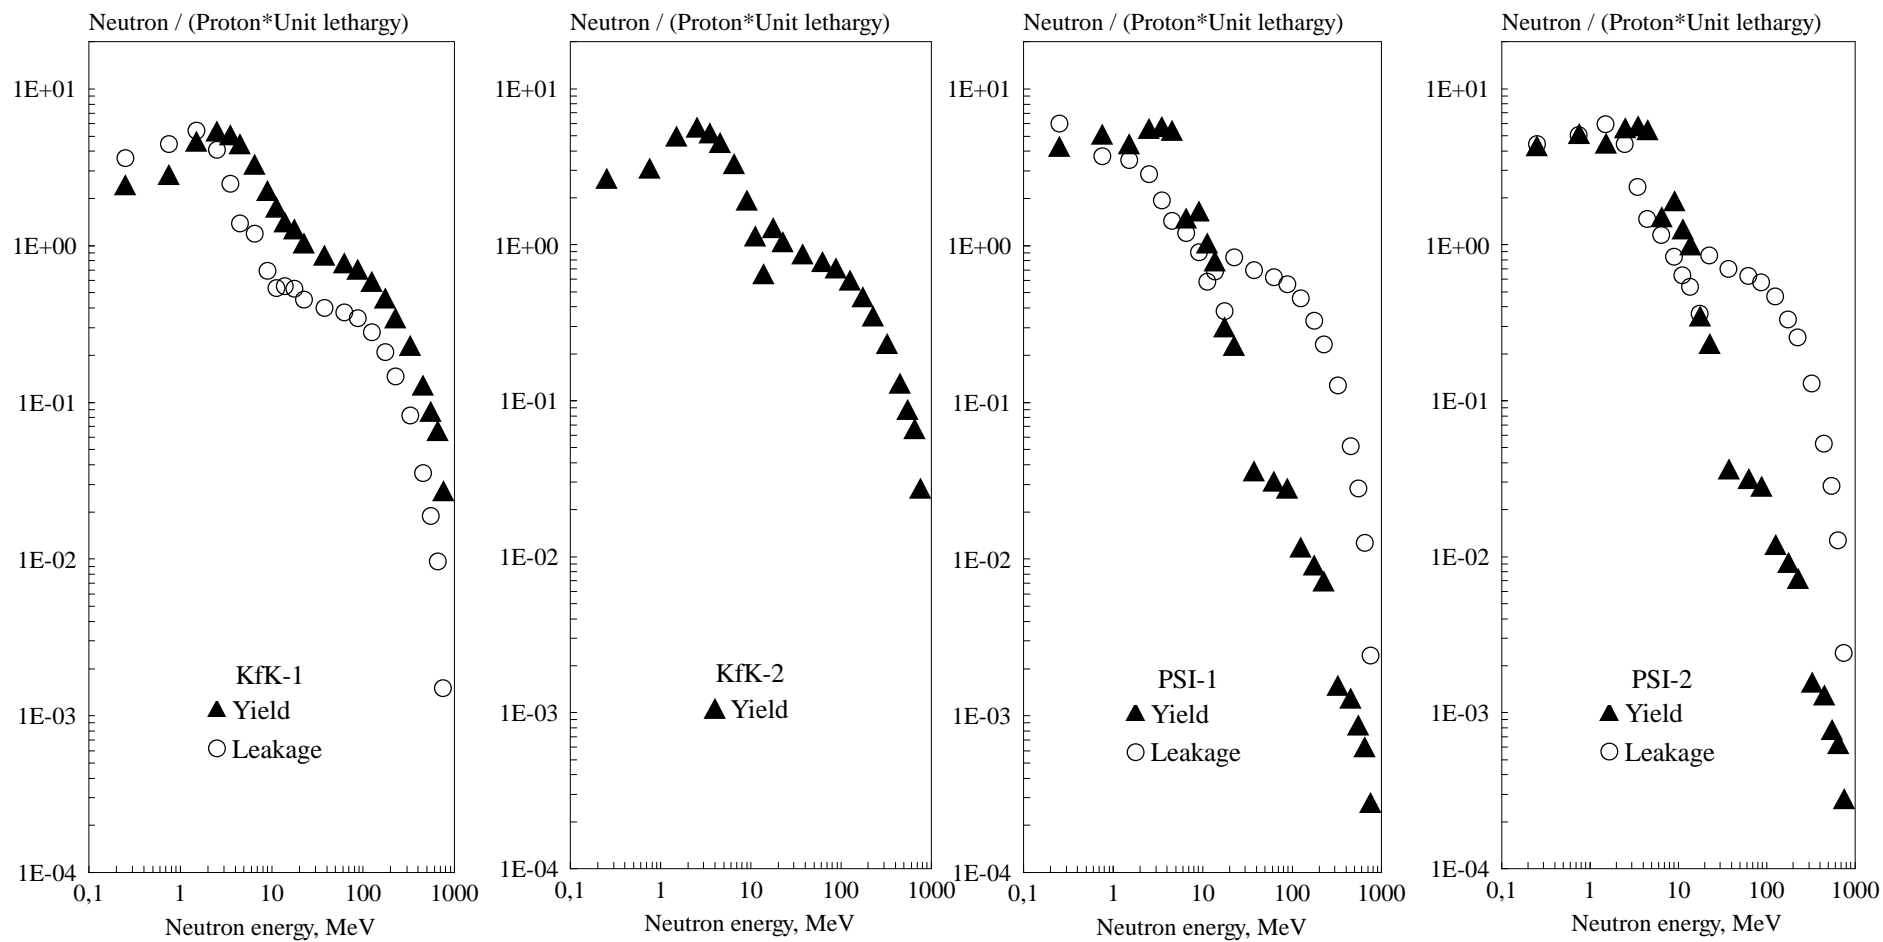 Neutron / (Proton*Unit lethargy)
1E+01
1E+00
1E-01
1E-02
1E-03
1E-04
KfK-1
Yield
Leakage
0,1 1 10 100 1000
Neutron energy, MeV
Neutron / (Proton*Unit lethargy)
1E+01
1E+00
1E-01
1E-02
1E-03
1E-04
KfK-2
Yield
0,1 1 10 100 1000
Neutron energy, MeV
Neutron / (Proton*Unit lethargy)
1E+01
1E+00
1E-01
1E-02
1E-03
1E-04
PSI-1
Yield
Leakage
0,1 1 10 100 1000
Neutron energy, MeV
Neutron / (Proton*Unit lethargy)
1E+01
1E+00
1E-01
1E-02
1E-03
1E-04
PSI-2
Yield
Leakage
0,1 1 10 100 1000
Neutron energy, MeV